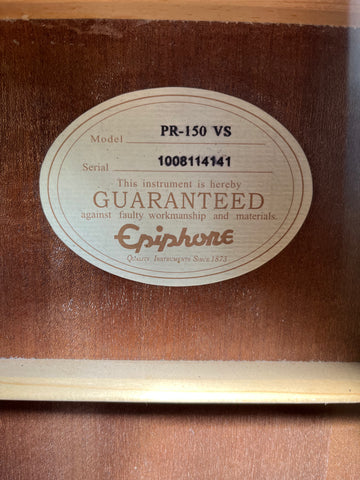 Model PR-150 VS
Serial 1008114141
This instrument is hereby
GUARANTEED
against faulty workmanship and materials.
Epiphone
QUALITY INSTRUMENTS SINCE 1873